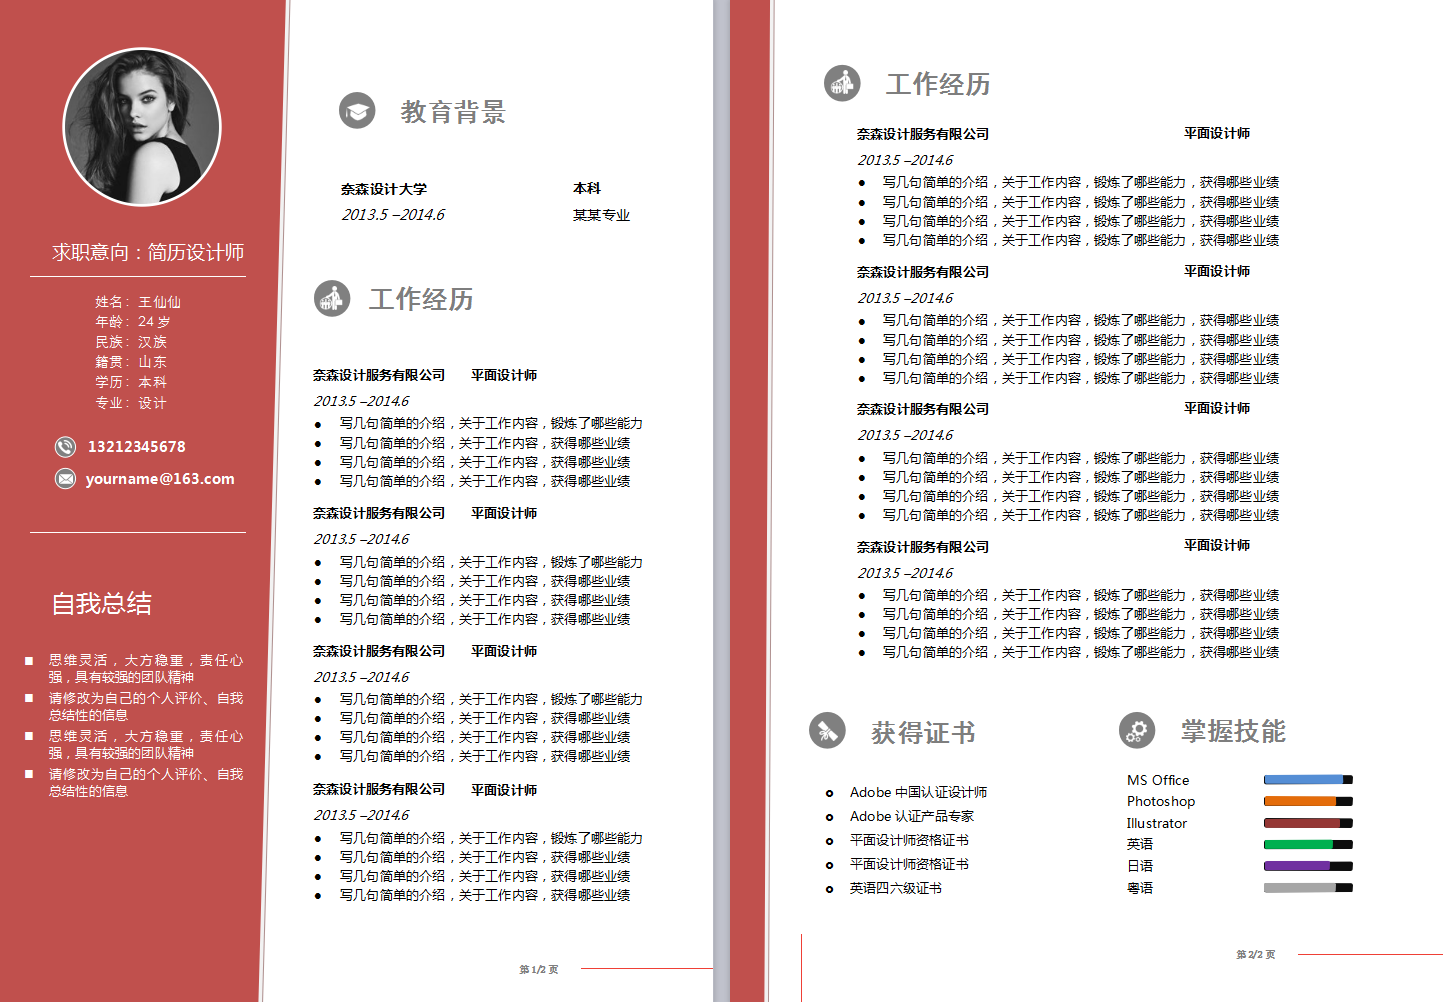 求职意向：简历设计师
姓名：王仙仙
年龄：24 岁
民族：汉族
籍贯：山东
学历：本科
专业：设计
13212345678
yourname@163.com
自我总结
■ 思维灵活，大方稳重，责任心
强，具有较强的团队精神
■ 请修改为自己的个人评价、自我
总结性的信息
■ 思维灵活，大方稳重，责任心
强，具有较强的团队精神
■ 请修改为自己的个人评价、自我
总结性的信息
教育背景
奈森设计大学 本科
2013.5 –2014.6 某某专业
工作经历
奈森设计服务有限公司 平面设计师
2013.5 –2014.6
● 写几句简单的介绍，关于工作内容，锻炼了哪些能力
● 写几句简单的介绍，关于工作内容，获得哪些业绩
● 写几句简单的介绍，关于工作内容，获得哪些业绩
● 写几句简单的介绍，关于工作内容，获得哪些业绩
奈森设计服务有限公司 平面设计师
2013.5 –2014.6
● 写几句简单的介绍，关于工作内容，锻炼了哪些能力
● 写几句简单的介绍，关于工作内容，获得哪些业绩
● 写几句简单的介绍，关于工作内容，获得哪些业绩
● 写几句简单的介绍，关于工作内容，获得哪些业绩
奈森设计服务有限公司 平面设计师
2013.5 –2014.6
● 写几句简单的介绍，关于工作内容，锻炼了哪些能力
● 写几句简单的介绍，关于工作内容，获得哪些业绩
● 写几句简单的介绍，关于工作内容，获得哪些业绩
● 写几句简单的介绍，关于工作内容，获得哪些业绩
奈森设计服务有限公司 平面设计师
2013.5 –2014.6
● 写几句简单的介绍，关于工作内容，锻炼了哪些能力
● 写几句简单的介绍，关于工作内容，获得哪些业绩
● 写几句简单的介绍，关于工作内容，获得哪些业绩
● 写几句简单的介绍，关于工作内容，获得哪些业绩
第 1/2 页
工作经历
奈森设计服务有限公司 平面设计师
2013.5 –2014.6
● 写几句简单的介绍，关于工作内容，锻炼了哪些能力，获得哪些业绩
● 写几句简单的介绍，关于工作内容，锻炼了哪些能力，获得哪些业绩
● 写几句简单的介绍，关于工作内容，锻炼了哪些能力，获得哪些业绩
● 写几句简单的介绍，关于工作内容，锻炼了哪些能力，获得哪些业绩
奈森设计服务有限公司 平面设计师
2013.5 –2014.6
● 写几句简单的介绍，关于工作内容，锻炼了哪些能力，获得哪些业绩
● 写几句简单的介绍，关于工作内容，锻炼了哪些能力，获得哪些业绩
● 写几句简单的介绍，关于工作内容，锻炼了哪些能力，获得哪些业绩
● 写几句简单的介绍，关于工作内容，锻炼了哪些能力，获得哪些业绩
奈森设计服务有限公司 平面设计师
2013.5 –2014.6
● 写几句简单的介绍，关于工作内容，锻炼了哪些能力，获得哪些业绩
● 写几句简单的介绍，关于工作内容，锻炼了哪些能力，获得哪些业绩
● 写几句简单的介绍，关于工作内容，锻炼了哪些能力，获得哪些业绩
● 写几句简单的介绍，关于工作内容，锻炼了哪些能力，获得哪些业绩
奈森设计服务有限公司 平面设计师
2013.5 –2014.6
● 写几句简单的介绍，关于工作内容，锻炼了哪些能力，获得哪些业绩
● 写几句简单的介绍，关于工作内容，锻炼了哪些能力，获得哪些业绩
● 写几句简单的介绍，关于工作内容，锻炼了哪些能力，获得哪些业绩
● 写几句简单的介绍，关于工作内容，锻炼了哪些能力，获得哪些业绩
获得证书
Adobe 中国认证设计师
Adobe 认证产品专家
平面设计师资格证书
平面设计师资格证书
英语四六级证书
掌握技能
MS Office
Photoshop
Illustrator
英语
日语
粤语
第 2/2 页